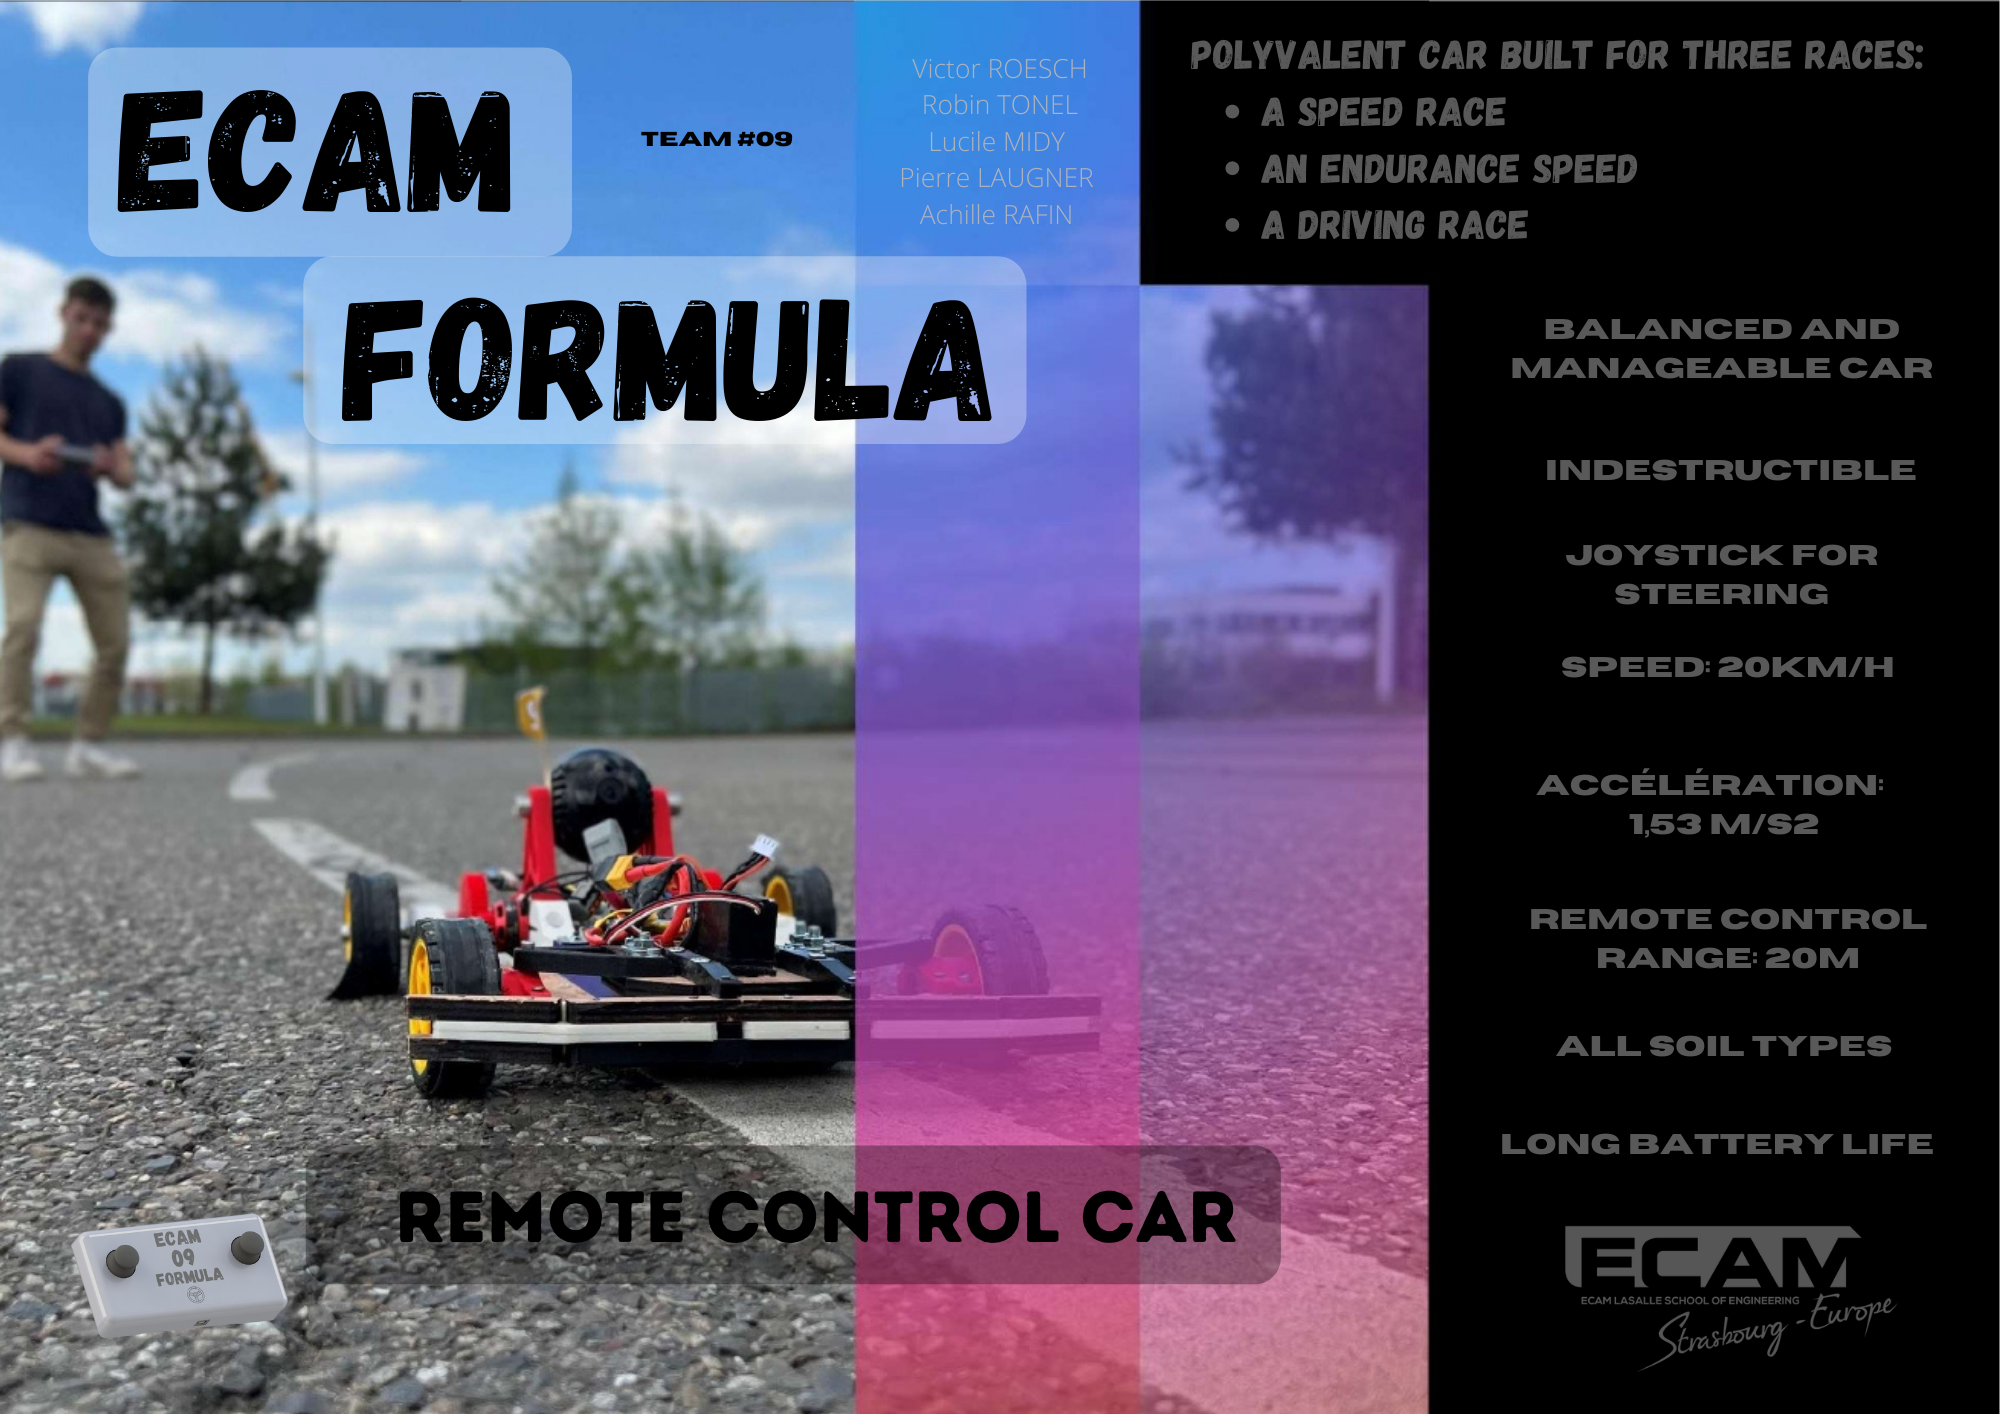 ECAM
FORMULA
TEAM #09
Victor ROESCH
Robin TONEL
Lucile MIDY
Pierre LAUGNER
Achille RAFIN
POLYVALENT CAR BUILT FOR THREE RACES:
• A SPEED RACE
• AN ENDURANCE SPEED
• A DRIVING RACE
BALANCED AND
MANAGEABLE CAR
INDESTRUCTIBLE
JOYSTICK FOR
STEERING
SPEED: 20KM/H
ACCÉLÉRATION:
1,53 M/S2
REMOTE CONTROL
RANGE: 20M
ALL SOIL TYPES
LONG BATTERY LIFE
9
REMOTE CONTROL CAR
ECAM
09
FORMULA
ECAM
ECAM LASALLE SCHOOL OF ENGINEERING
Strasbourg - Europe